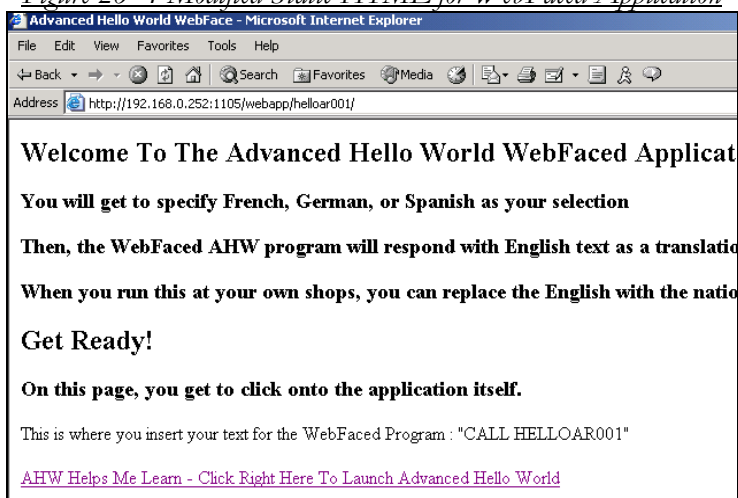 Figure 26-4 Modified Static HTML for WebFaced Application
Advanced Hello World WebFace - Microsoft Internet Explorer
File Edit View Favorites Tools Help
Back Search Favorites Media
Address http://192.168.0.252:1105/webapp/helloar001/
Welcome To The Advanced Hello World WebFaced Applicat
You will get to specify French, German, or Spanish as your selection
Then, the WebFaced AHW program will respond with English text as a translatio
When you run this at your own shops, you can replace the English with the natio
Get Ready!
On this page, you get to click onto the application itself.
This is where you insert your text for the WebFaced Program : "CALL HELLOAR001"
AHW Helps Me Learn - Click Right Here To Launch Advanced Hello World